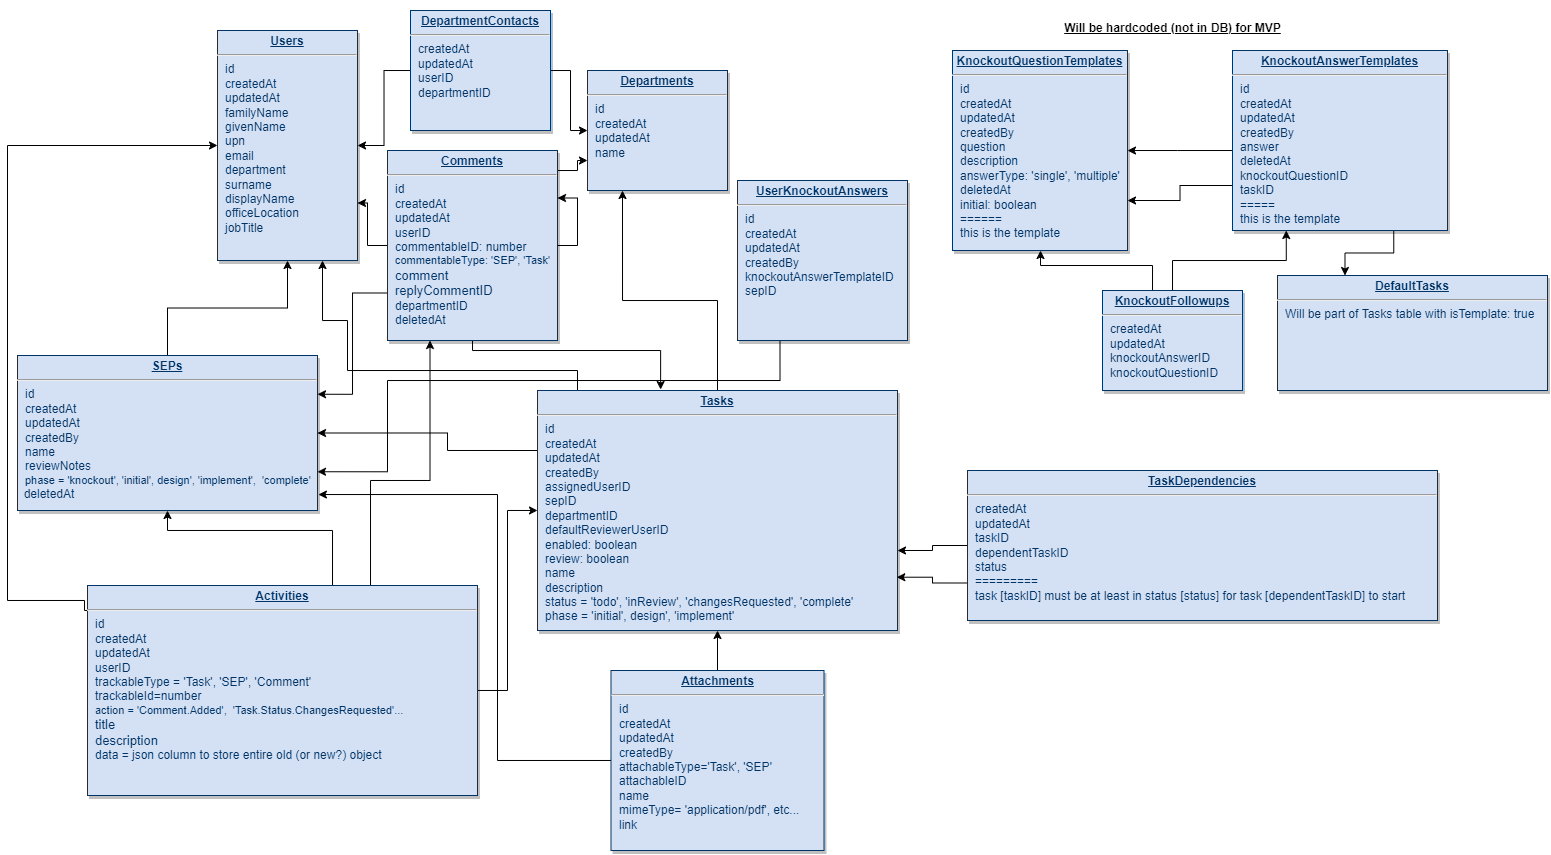 Users
id
createdAt
updatedAt
familyName
givenName
upn
email
department
surname
displayName
officeLocation
jobTitle
DepartmentContacts
createdAt
updatedAt
userID
departmentID
Departments
id
createdAt
updatedAt
name
Comments
id
createdAt
updatedAt
userID
commentableID: number
commentableType: 'SEP', 'Task'
comment
replyCommentID
departmentID
deletedAt
UserKnockoutAnswers
id
createdAt
updatedAt
createdBy
knockoutAnswerTemplateID
sepID
Will be hardcoded (not in DB) for MVP
KnockoutQuestionTemplates
id
createdAt
updatedAt
createdBy
question
description
answerType: 'single', 'multiple'
deletedAt
initial: boolean
======
this is the template
KnockoutAnswerTemplates
id
createdAt
updatedAt
createdBy
answer
deletedAt
knockoutQuestionID
taskID
=====
this is the template
KnockoutFollowups
createdAt
updatedAt
knockoutAnswerID
knockoutQuestionID
DefaultTasks
Will be part of Tasks table with isTemplate: true
SEPs
id
createdAt
updatedAt
createdBy
name
reviewNotes
phase = 'knockout', 'initial', design', 'implement', 'complete'
deletedAt
Tasks
id
createdAt
updatedAt
createdBy
assignedUserID
sepID
departmentID
defaultReviewerUserID
enabled: boolean
review: boolean
name
description
status = 'todo', 'inReview', 'changesRequested', 'complete'
phase = 'initial', design', 'implement'
TaskDependencies
createdAt
updatedAt
taskID
dependentTaskID
status
=========
task [taskID] must be at least in status [status] for task [dependentTaskID] to start
Activities
id
createdAt
updatedAt
userID
trackableType = 'Task', 'SEP', 'Comment'
trackableId=number
action = 'Comment.Added', 'Task.Status.ChangesRequested'...
title
description
data = json column to store entire old (or new?) object
Attachments
id
createdAt
updatedAt
createdBy
attachableType='Task', 'SEP'
attachableID
name
mimeType= 'application/pdf', etc...
link